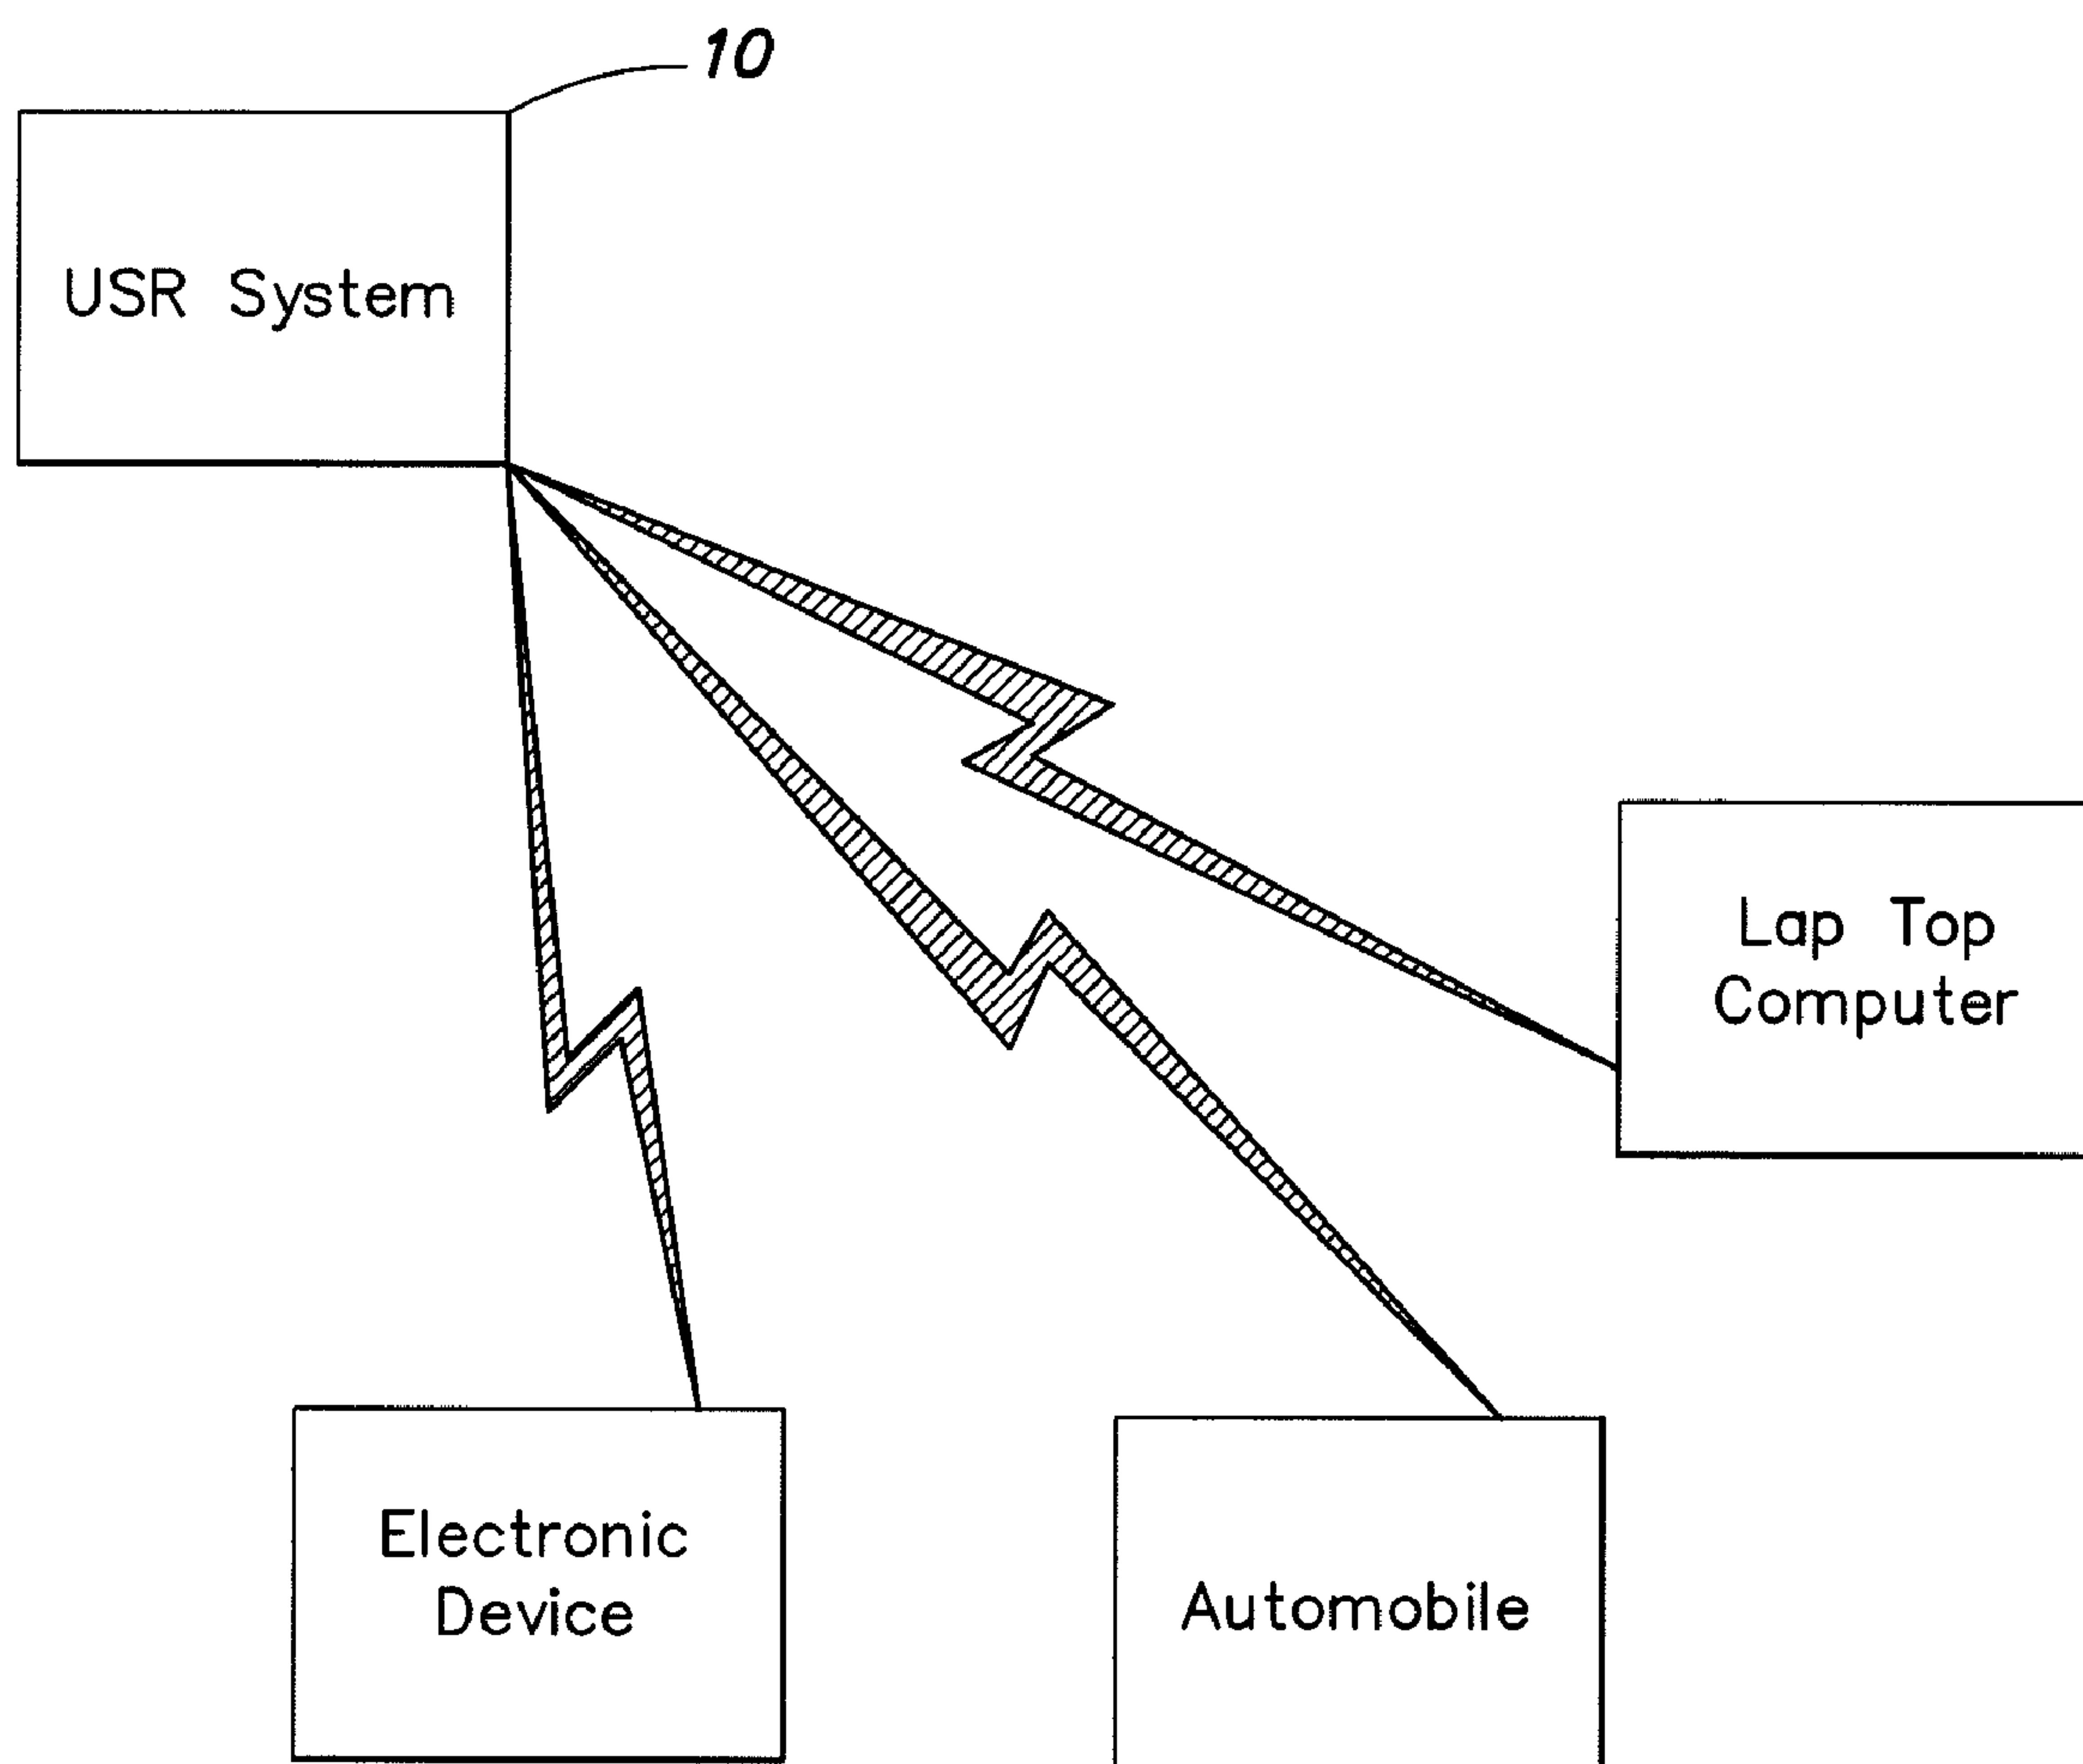 10
USR System
Lap Top
Computer
Electronic
Device
Automobile